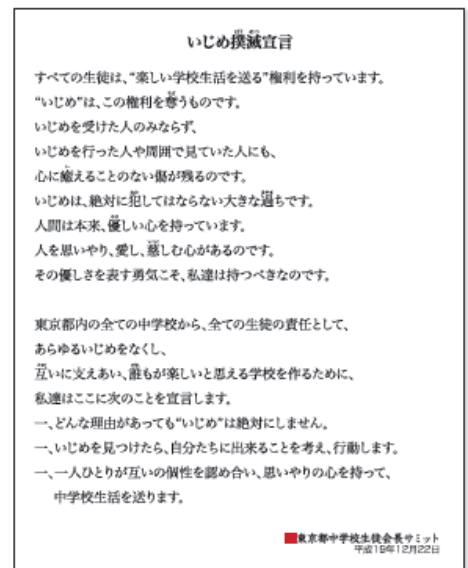 いじめ撲滅宣言
すべての生徒は、“楽しい学校生活を送る”権利を持っています。
“いじめ”は、この権利を奪うものです。
いじめを受けた人のみならず、
いじめを行った人や周囲で見ていた人にも、
心に癒えることのない傷が残るのです。
いじめは、絶対に犯してはならない大きな過ちです。
人間は本来、優しい心を持っています。
人を思いやり、愛し、慈しむ心があるのです。
その優しさを表す勇気こそ、私達は持つべきなのです。
東京都内の全ての中学校から、全ての生徒の責任として、
あらゆるいじめをなくし、
互いに支えあい、誰もが楽しいと思える学校を作るために、
私達はここに次のことを宣言します。
一、どんな理由があっても“いじめ”は絶対にしません。
一、いじめを見つけたら、自分たちに出来ることを考え、行動します。
一、一人ひとりが互いの個性を認め合い、思いやりの心を持って、
中学校生活を送ります。
東京都中学校生徒会長サミット
平成19年12月22日